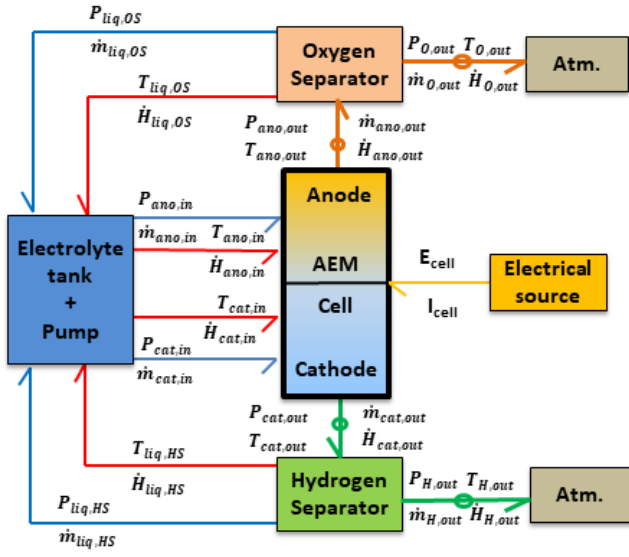 P_{liq,OS}
ṁ_{liq,OS}
T_{liq,OS}
Ḣ_{liq,OS}
Oxygen
Separator
P_{O,out} T_{O,out}
ṁ_{O,out} Ḣ_{O,out}
Atm.
P_{ano,out} ṁ_{ano,out}
T_{ano,out} Ḣ_{ano,out}
P_{ano,in}
ṁ_{ano,in} T_{ano,in}
Ḣ_{ano,in}
Anode
AEM
Cell
Cathode
Electrolyte
tank
+
Pump
E_{cell}
I_{cell}
Electrical
source
T_{cat,in}
Ḣ_{cat,in}
P_{cat,in}
ṁ_{cat,in}
P_{cat,out} ṁ_{cat,out}
T_{cat,out} Ḣ_{cat,out}
T_{liq,HS}
Ḣ_{liq,HS}
P_{liq,HS}
ṁ_{liq,HS}
Hydrogen
Separator
P_{H,out} T_{H,out}
ṁ_{H,out} Ḣ_{H,out}
Atm.